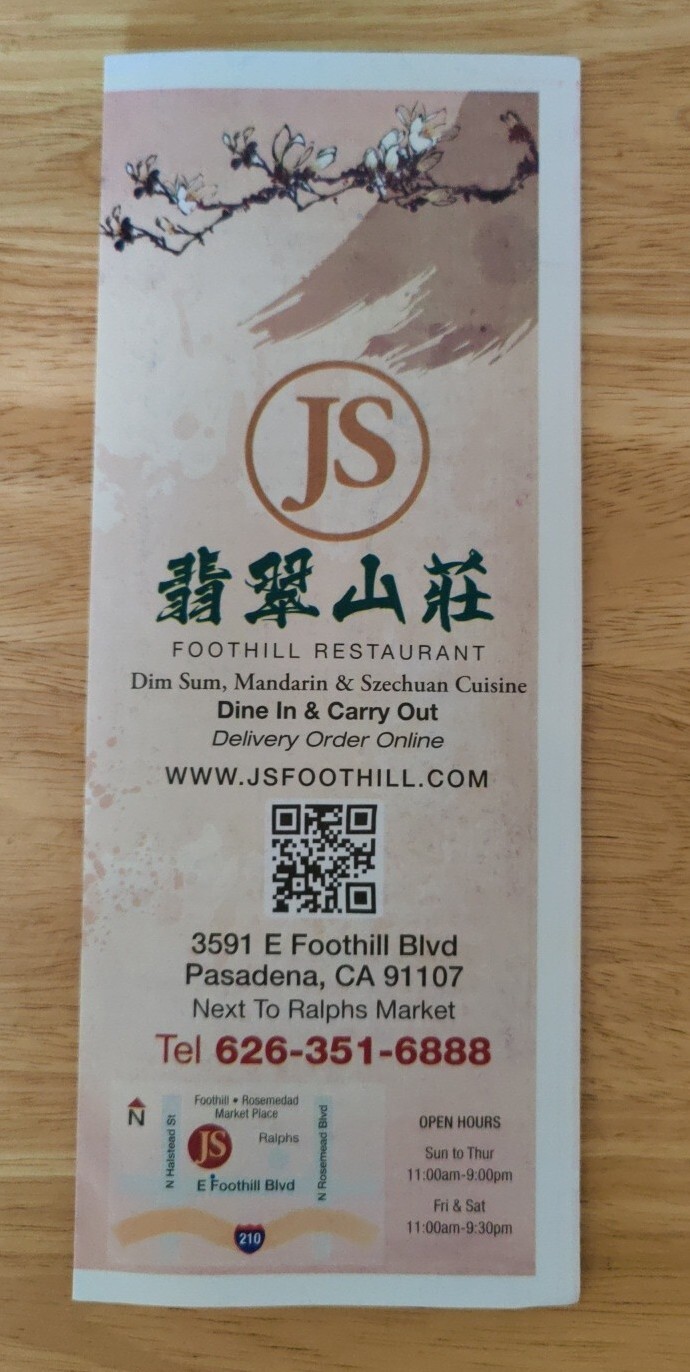 JS
翡翠山莊
FOOTHILL RESTAURANT
Dim Sum, Mandarin & Szechuan Cuisine
Dine In & Carry Out
Delivery Order Online
WWW.JSFOOTHILL.COM
3591 E Foothill Blvd
Pasadena, CA 91107
Next To Ralphs Market
Tel 626-351-6888
N
N Halstead St
Foothill • Rosemedad
Market Place
JS
Ralphs
N Rosemead Blvd
E Foothill Blvd
210
OPEN HOURS
Sun to Thur
11:00am-9:00pm
Fri & Sat
11:00am-9:30pm